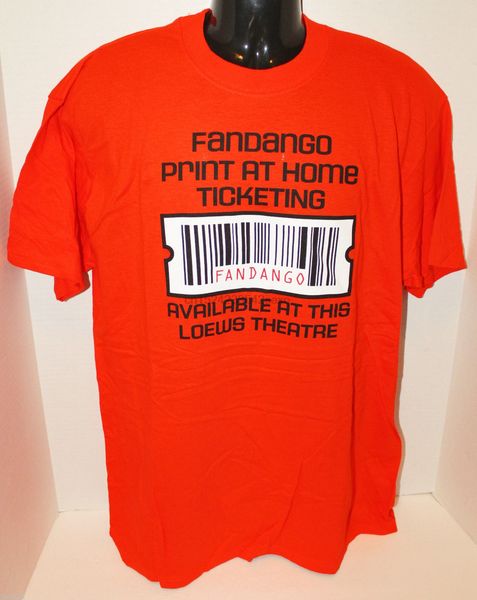 FANDANGO
PRINT AT HOME
TICKETING
FANDANGO
AVAILABLE AT THIS
LOEWS THEATRE